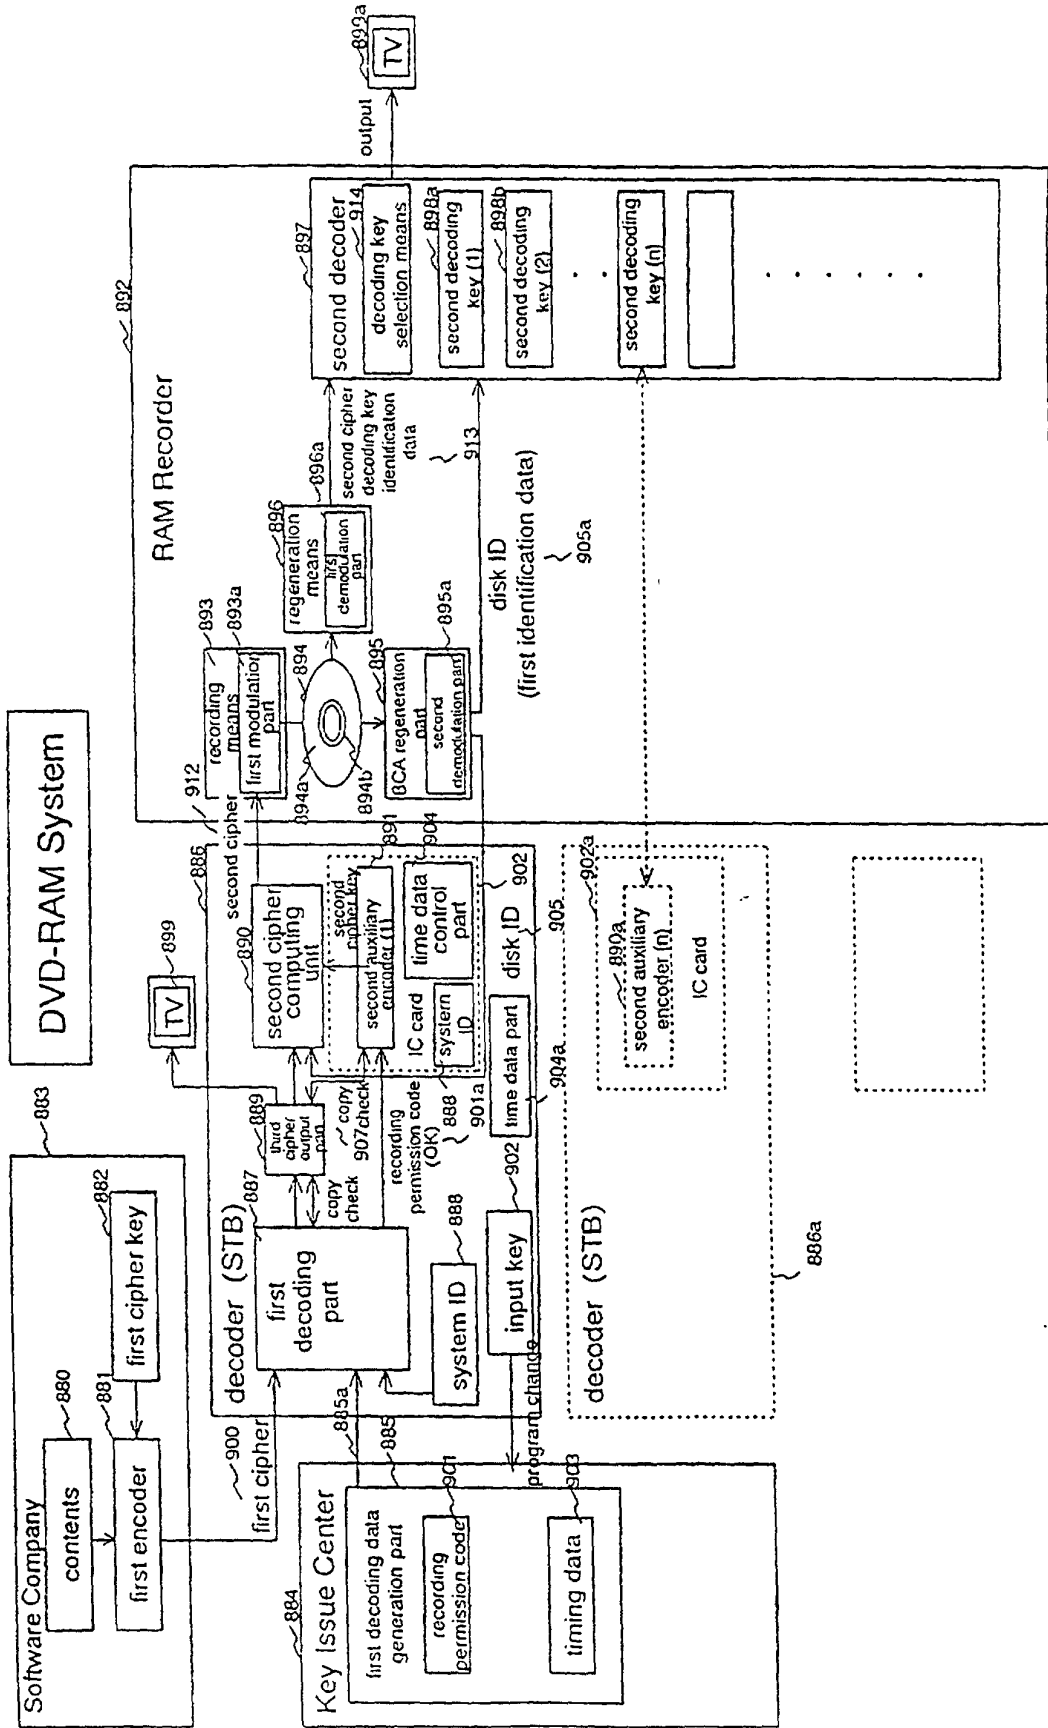 DVD-RAM System
Software Company
883
contents
880
first encoder
881
first cipher key
882
900
first cipher
Key Issue Center
884
first decoding data
generation part
885
885a
recording
permission code
901
timing data
903
program change
decoder (STB)
886
first
decoding
part
887
system ID
888
input key
902
copy
check
third
cipher
output
part
889
TV
899
copy
907 check
recording
permission code
(OK)
901a
second cipher
computing
unit
890
second
cipher key
second auxiliary
encoder (1)
891
IC card
system
ID
888
time data
control
part
904
902
time data part
904a
disk ID
905
second cipher
912
decoder (STB)
886a
902a
890a
second auxiliary
encoder (n)
IC card
RAM Recorder
892
recording
means
893
893a
first modulation
part
894
894a
894b
BCA regeneration
part
895
second
demodulation part
895a
regeneration
means
896
first
demodulation
part
896a
second cipher
decoding key
identification
data
913
disk ID
(first identification data)
905a
second decoder
897
914
decoding key
selection means
second decoding
key (1)
898a
second decoding
key (2)
898b
second decoding
key (n)
output
TV
899a